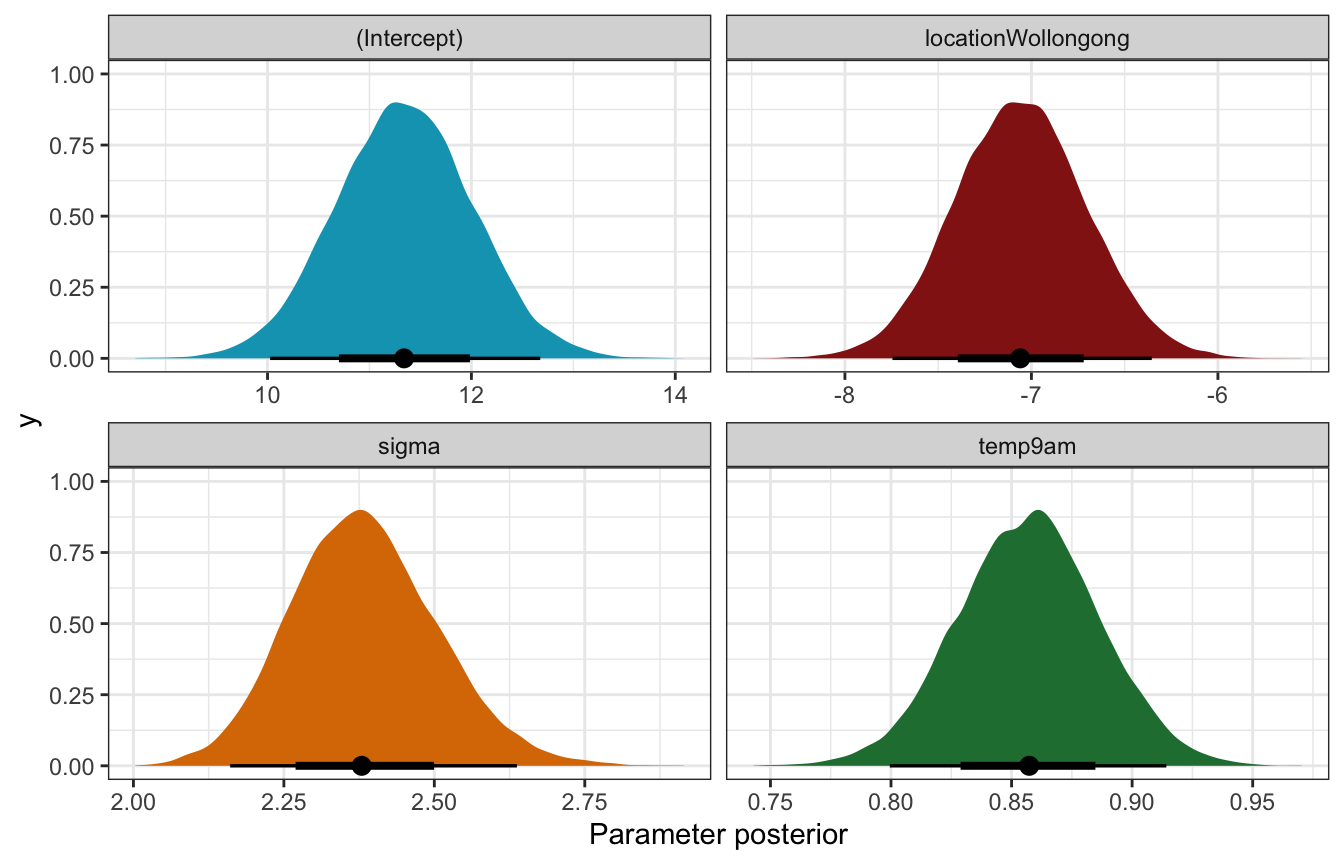 (Intercept)
locationWollongong
1.00
0.75
0.50
0.25
0.00
10 12 14
-8 -7 -6
y
sigma
temp9am
1.00
0.75
0.50
0.25
0.00
2.00 2.25 2.50 2.75
0.75 0.80 0.85 0.90 0.95
Parameter posterior